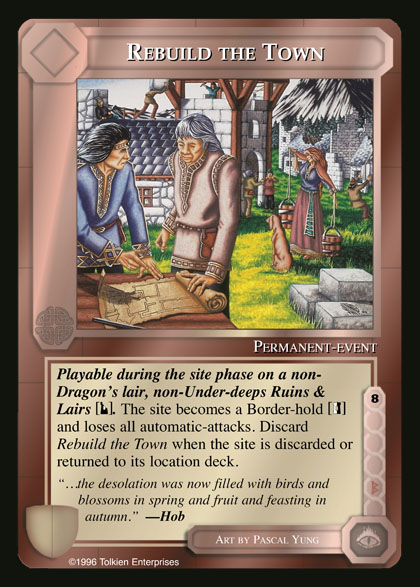 REBUILD THE TOWN
PERMANENT-EVENT
Playable during the site phase on a non-
Dragon's lair, non-Under-deeps Ruins &
Lairs [ ]. The site becomes a Border-hold [ ]
and loses all automatic-attacks. Discard
Rebuild the Town when the site is discarded or
returned to its location deck.
8
“…the desolation was now filled with birds and
blossoms in spring and fruit and feasting in
autumn.” —Hob
ART BY PASCAL YUNG
©1996 Tolkien Enterprises